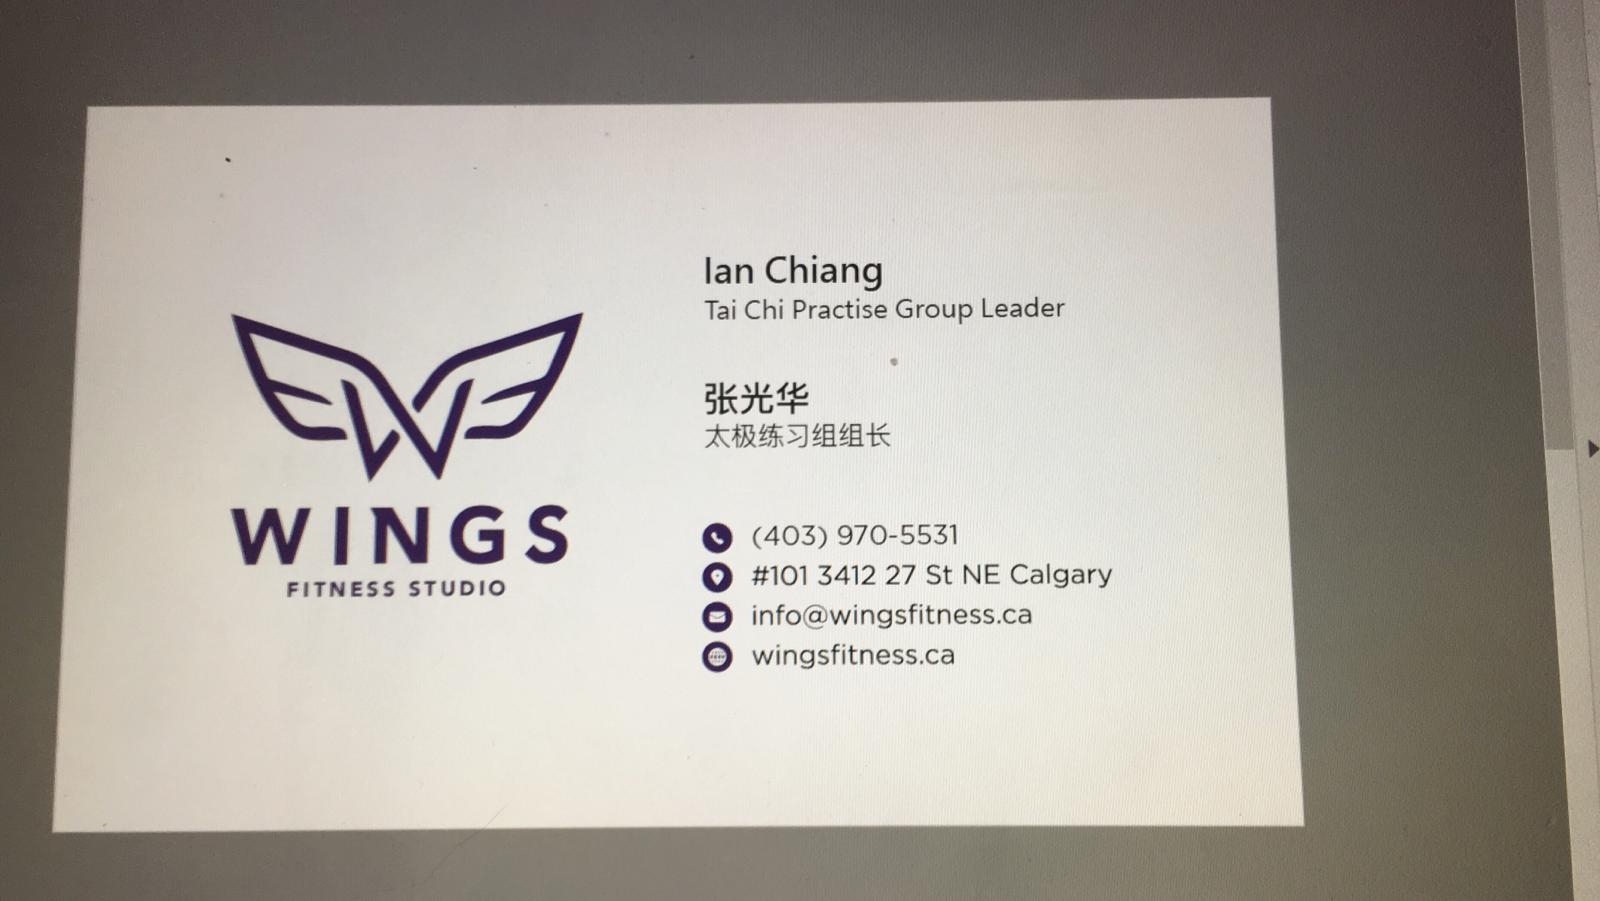 WINGS
FITNESS STUDIO
Ian Chiang
Tai Chi Practise Group Leader
张光华
太极练习组组长
(403) 970-5531
#101 3412 27 St NE Calgary
info@wingsfitness.ca
wingsfitness.ca